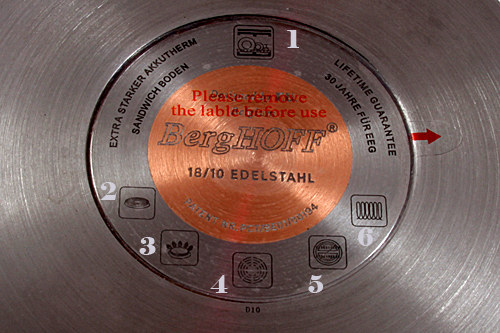 1
EXTRA STARKER AKKUTHERM
SANDWICH BODEN
LIFETIME GUARANTEE
30 JAHRE FÜR EEG
Please remove
the lable before use
BergHOFF®
18/10 EDELSTAHL
2
3
4
5
6
D10